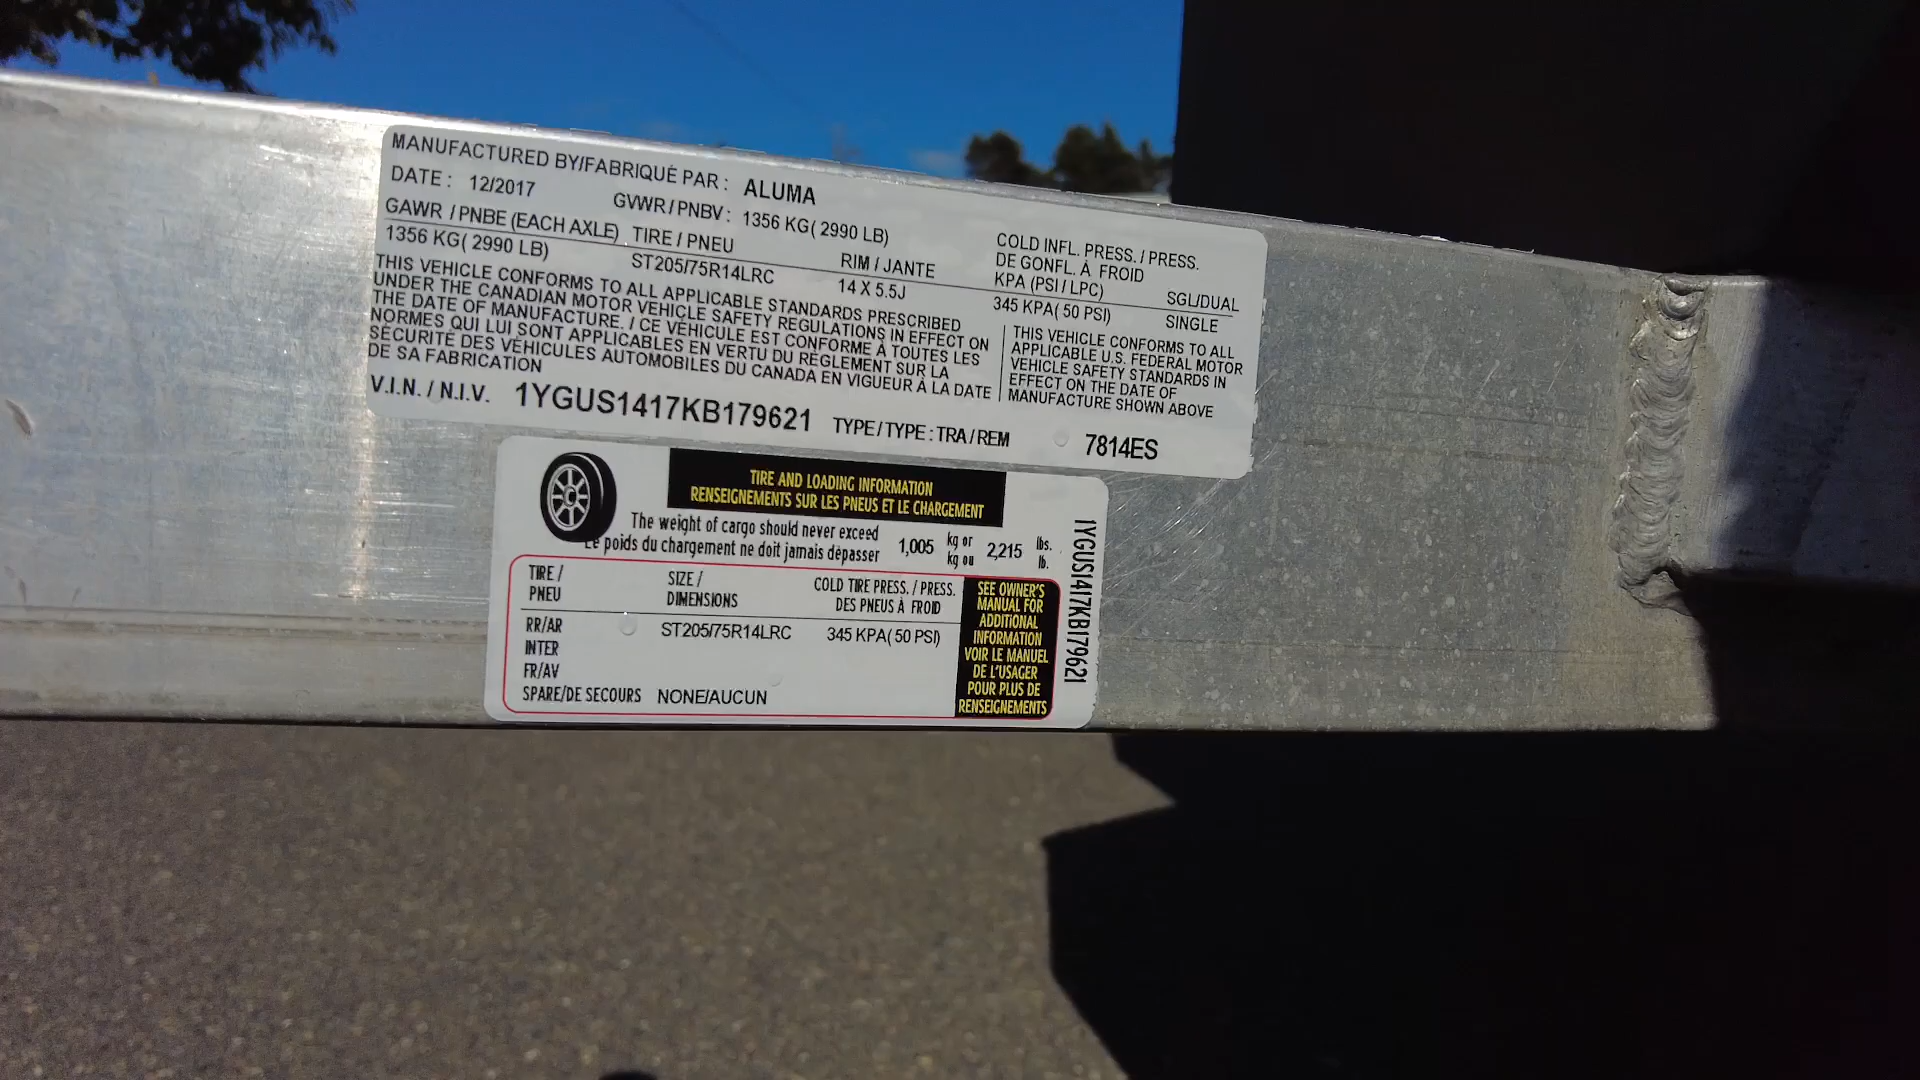 MANUFACTURED BY/FABRIQUÉ PAR : ALUMA
DATE : 12/2017 GVWR / PNBV : 1356 KG( 2990 LB)
GAWR / PNBE (EACH AXLE) TIRE / PNEU RIM / JANTE COLD INFL. PRESS. / PRESS. DE GONFL. À FROID KPA (PSI / LPC) SGL/DUAL
1356 KG( 2990 LB) ST205/75R14LRC 14 X 5.5J 345 KPA( 50 PSI) SINGLE
THIS VEHICLE CONFORMS TO ALL APPLICABLE STANDARDS PRESCRIBED
UNDER THE CANADIAN MOTOR VEHICLE SAFETY REGULATIONS IN EFFECT ON
THE DATE OF MANUFACTURE. / CE VÉHICULE EST CONFORME À TOUTES LES
NORMES QUI LUI SONT APPLICABLES EN VERTU DU RÈGLEMENT SUR LA
SÉCURITÉ DES VÉHICULES AUTOMOBILES DU CANADA EN VIGUEUR À LA DATE
DE SA FABRICATION
THIS VEHICLE CONFORMS TO ALL
APPLICABLE U.S. FEDERAL MOTOR
VEHICLE SAFETY STANDARDS IN
EFFECT ON THE DATE OF
MANUFACTURE SHOWN ABOVE
V.I.N. / N.I.V. 1YGUS1417KB179621 TYPE / TYPE : TRA / REM 7814ES
TIRE AND LOADING INFORMATION
RENSEIGNEMENTS SUR LES PNEUS ET LE CHARGEMENT
The weight of cargo should never exceed
Le poids du chargement ne doit jamais dépasser
1,005 kg or kg ou 2,215 lbs. lb.
TIRE / PNEU SIZE / DIMENSIONS COLD TIRE PRESS. / PRESS. DES PNEUS À FROID
RR/AR ST205/75R14LRC 345 KPA( 50 PSI)
INTER
FR/AV
SPARE/DE SECOURS NONE/AUCUN
SEE OWNER'S
MANUAL FOR
ADDITIONAL
INFORMATION
VOIR LE MANUEL
DE L'USAGER
POUR PLUS DE
RENSEIGNEMENTS
1YGUS1417KB179621